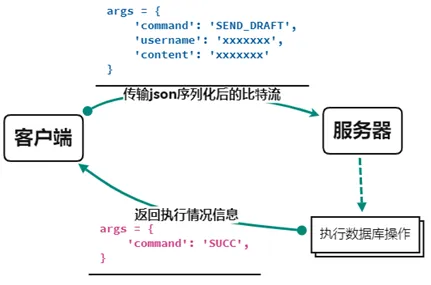 args = {
'command': 'SEND_DRAFT',
'username': 'xxxxxxx',
'content': 'xxxxxxx'
}
传输json序列化后的比特流
客户端
服务器
返回执行情况信息
执行数据库操作
args = {
'command': 'SUCC',
}